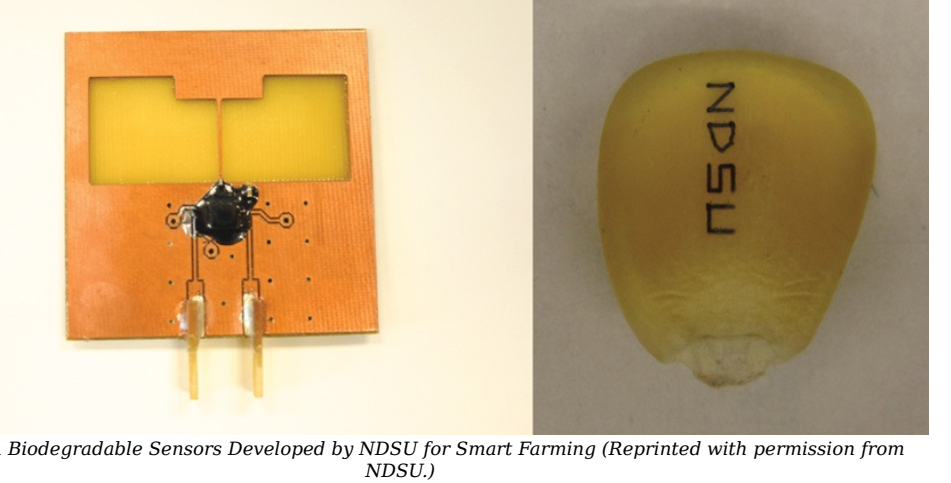 NDSU
Biodegradable Sensors Developed by NDSU for Smart Farming (Reprinted with permission from
NDSU.)